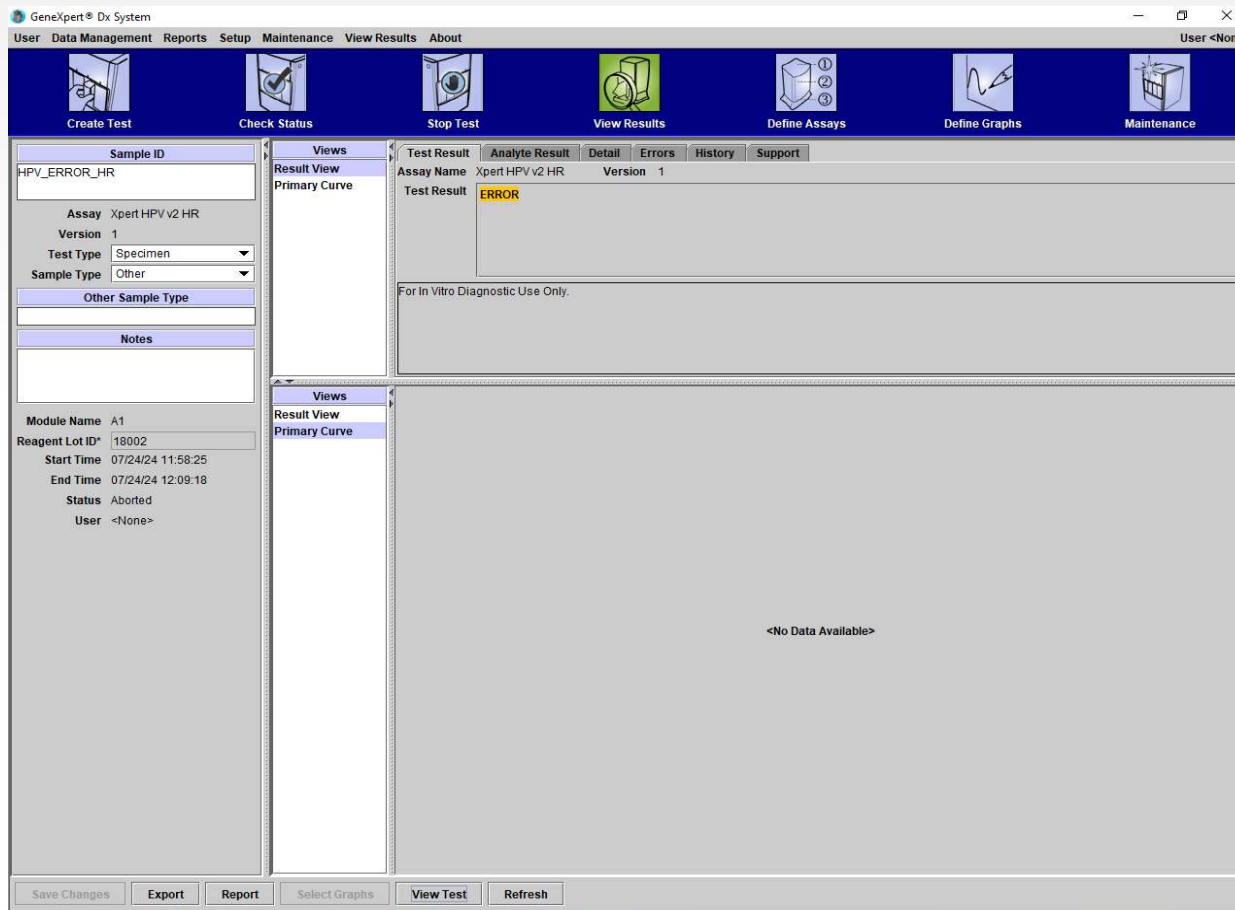 GeneXpert® Dx System
User Data Management Reports Setup Maintenance View Results About User <Non
Create Test Check Status Stop Test View Results Define Assays Define Graphs Maintenance
① ② ③
Sample ID
HPV_ERROR_HR
Assay Xpert HPV v2 HR
Version 1
Test Type Specimen
Sample Type Other
Other Sample Type
Notes
Module Name A1
Reagent Lot ID* 18002
Start Time 07/24/24 11:58:25
End Time 07/24/24 12:09:18
Status Aborted
User <None>
Views
Result View
Primary Curve
Test Result Analyte Result Detail Errors History Support
Assay Name Xpert HPV v2 HR Version 1
Test Result ERROR
For In Vitro Diagnostic Use Only.
Views
Result View
Primary Curve
<No Data Available>
Save Changes Export Report Select Graphs View Test Refresh